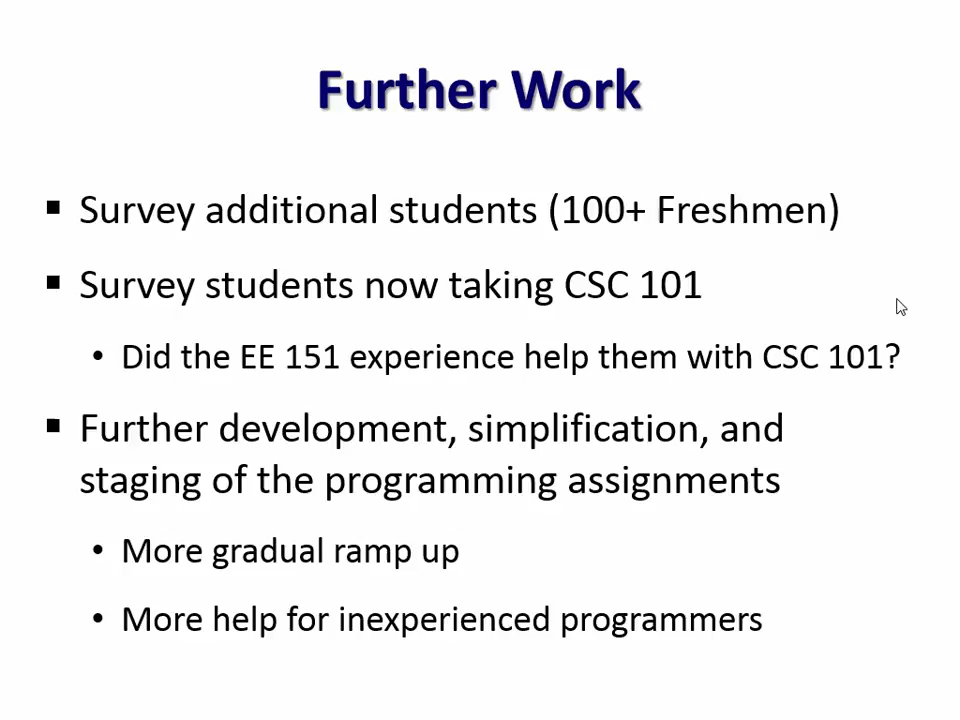 Further Work
▪ Survey additional students (100+ Freshmen)
▪ Survey students now taking CSC 101
• Did the EE 151 experience help them with CSC 101?
▪ Further development, simplification, and
staging of the programming assignments
• More gradual ramp up
• More help for inexperienced programmers